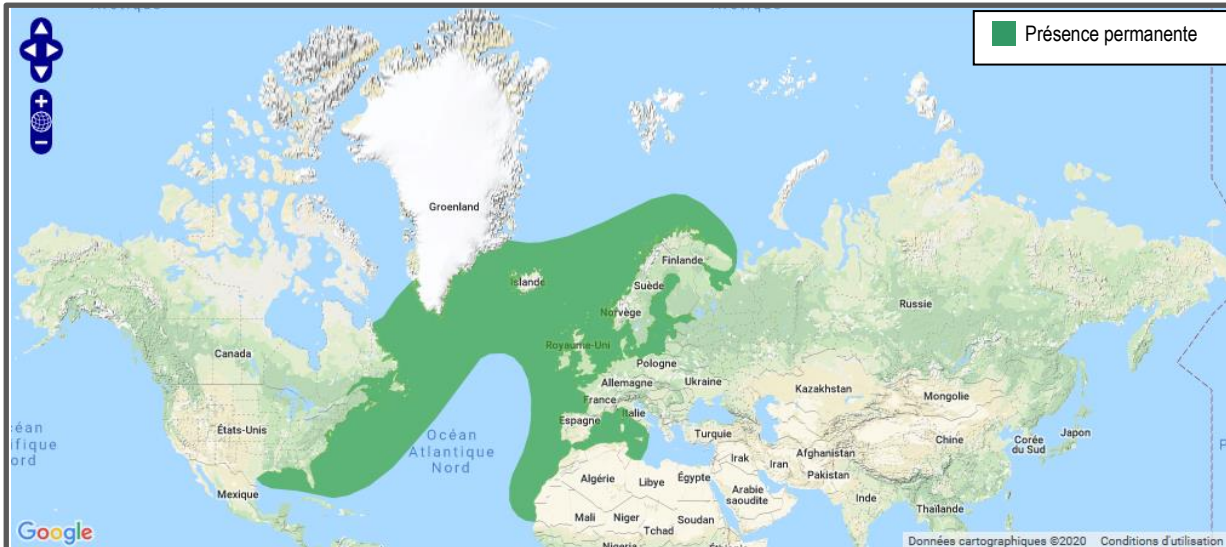 Présence permanente
Groenland
Islande
Finlande
Suède
Norvège
Russie
Royaume-Uni
Canada
Pologne
Allemagne
Ukraine
Kazakhstan
Mongolie
France
Italie
Espagne
États-Unis
Océan
Atlantique
Nord
Turquie
Chine
Corée
du Sud
Japon
Irak
Iran
Afghanistan
Pakistan
Algérie
Libye
Égypte
Arabie
saoudite
Inde
Mexique
Mali
Niger
Tchad
Soudan
Thaïlande
Google
Données cartographiques ©2020 Conditions d'utilisation